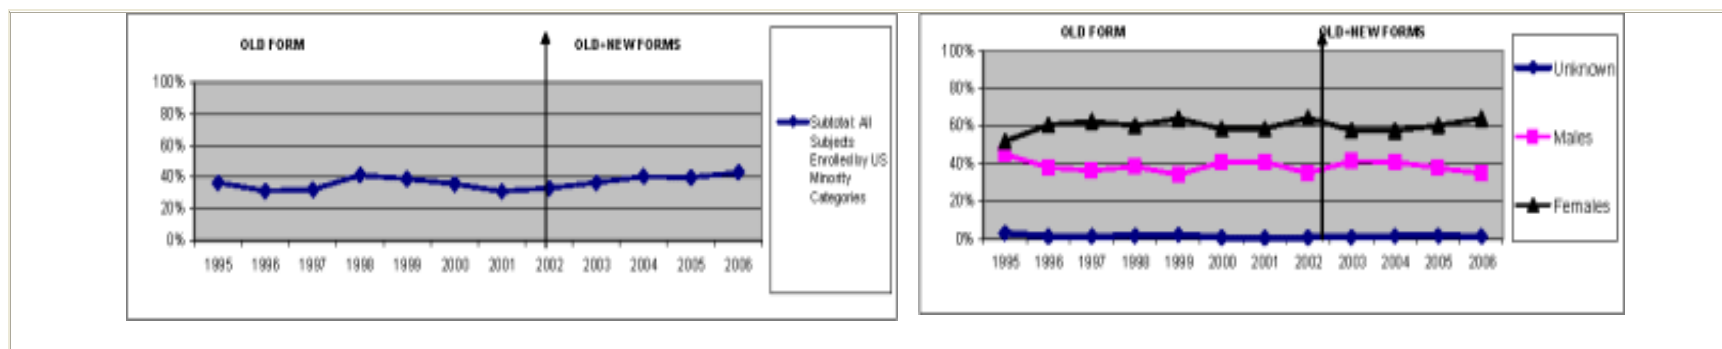 OLD FORM
OLD+NEW FORMS
100%
80%
60%
40%
20%
0%
1995 1996 1997 1998 1999 2000 2001 2002 2003 2004 2005 2006
Subtotal: All
Subjects
Enrolled by US
Minority
Categories
OLD FORM
OLD+NEW FORMS
100%
80%
60%
40%
20%
0%
1995 1996 1997 1998 1999 2000 2001 2002 2003 2004 2005 2006
Unknown
Males
Females